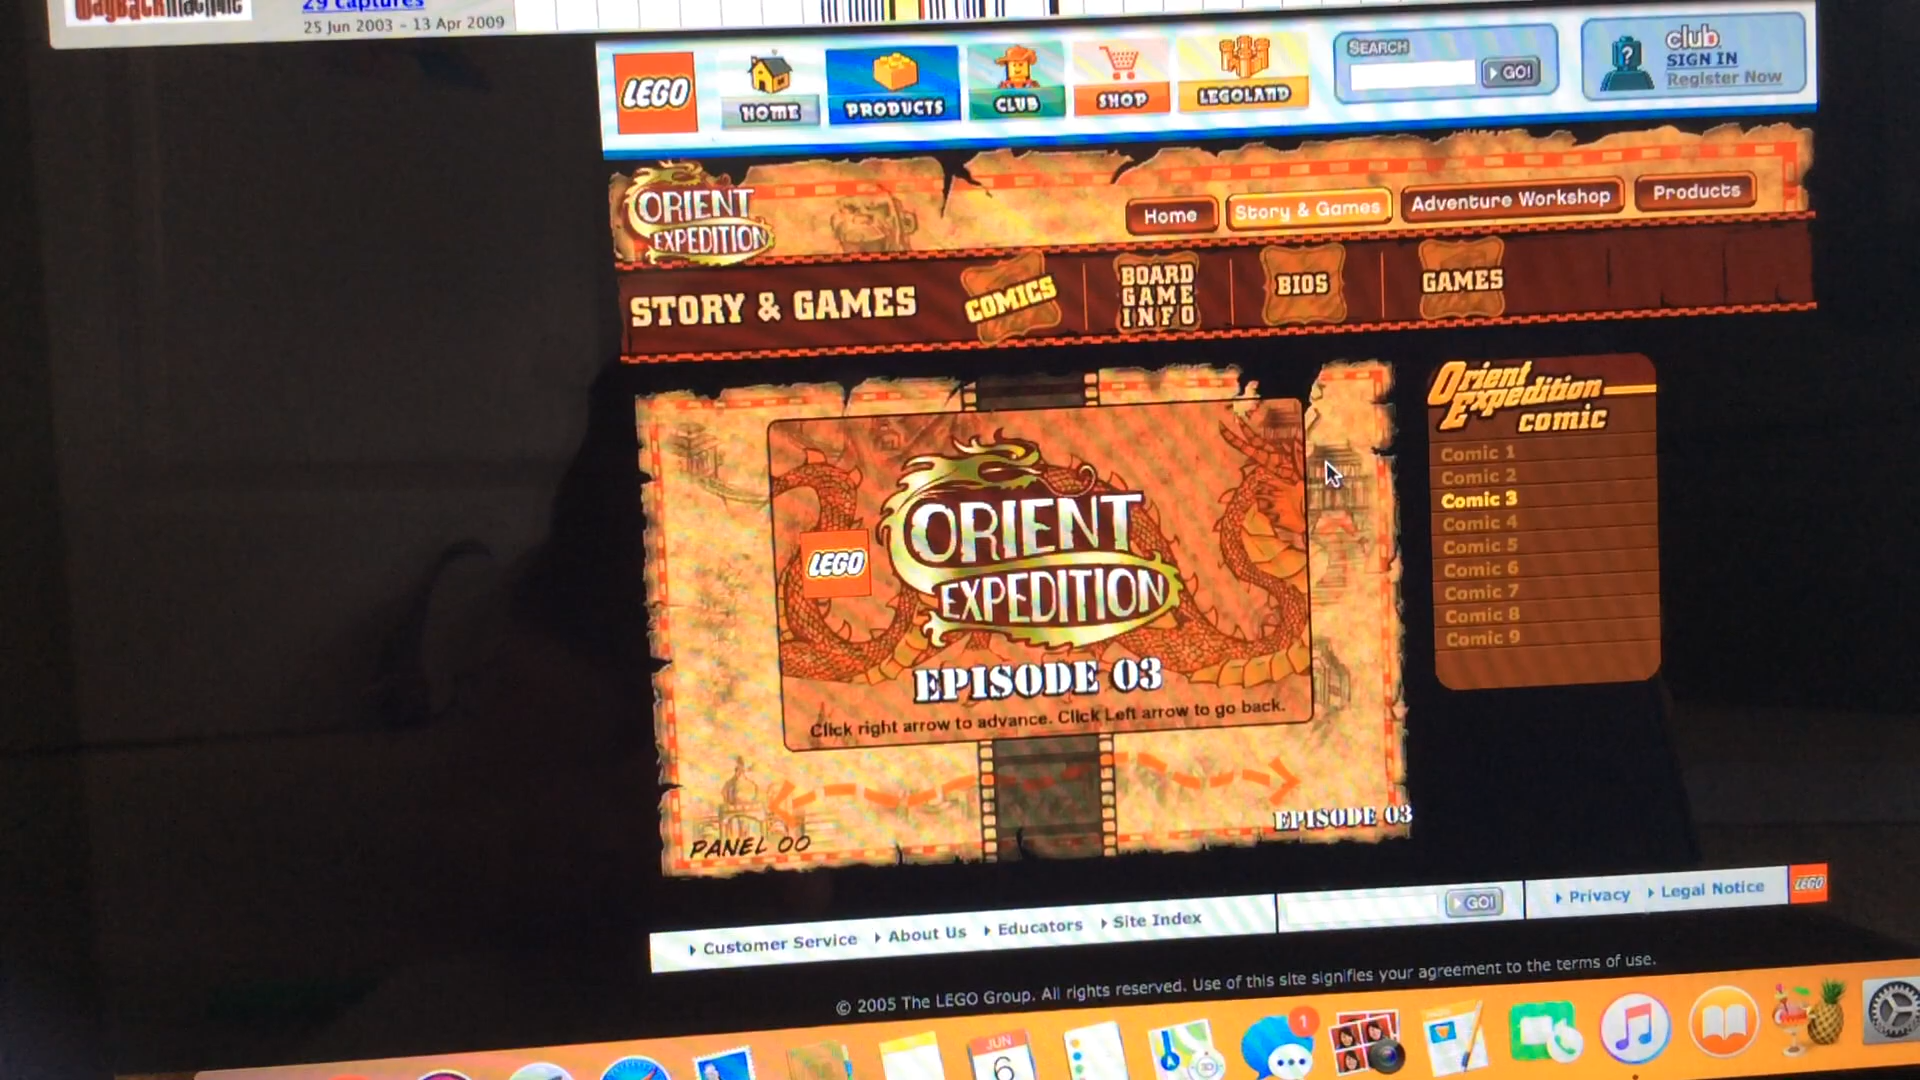 WayBackMachine
29 captures
25 Jun 2003 - 13 Apr 2009
LEGO
HOME
PRODUCTS
CLUB
SHOP
LEGOLAND
SEARCH
GO!
club
SIGN IN
Register Now
ORIENT
EXPEDITION
Home
Story & Games
Adventure Workshop
Products
STORY & GAMES
COMICS
BOARD
GAME
INFO
BIOS
GAMES
Orient
Expedition
comic
Comic 1
Comic 2
Comic 3
Comic 4
Comic 5
Comic 6
Comic 7
Comic 8
Comic 9
LEGO
ORIENT
EXPEDITION
EPISODE 03
Click right arrow to advance. Click Left arrow to go back.
PANEL 00
EPISODE 03
Customer Service
About Us
Educators
Site Index
GO!
Privacy
Legal Notice
LEGO
© 2005 The LEGO Group. All rights reserved. Use of this site signifies your agreement to the terms of use.
JUN
6
1
3D